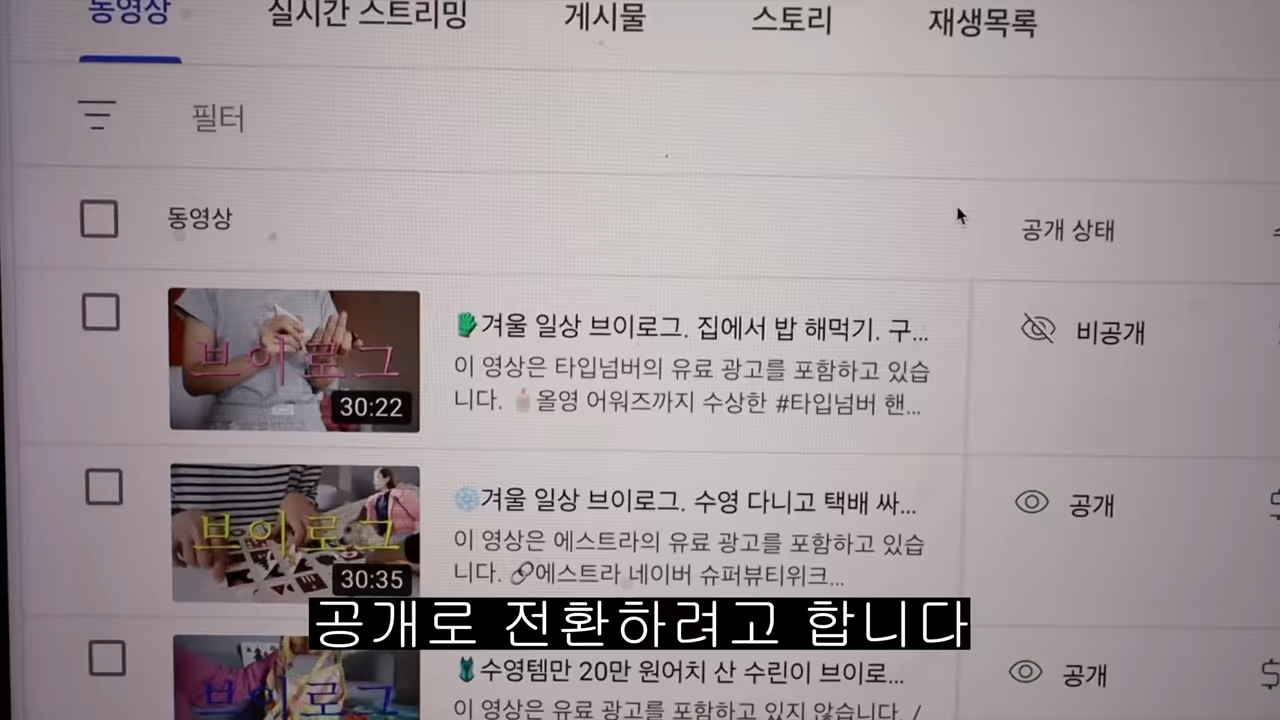 동영상 실시간 스트리밍 게시물 스토리 재생목록
필터
동영상 공개 상태
브이로그
30:22
🧤겨울 일상 브이로그. 집에서 밥 해먹기. 구...
이 영상은 타입넘버의 유료 광고를 포함하고 있습
니다. 🧴올영 어워즈까지 수상한 #타입넘버 핸...
비공개
브이로그
30:35
❄️겨울 일상 브이로그. 수영 다니고 택배 싸...
이 영상은 에스트라의 유료 광고를 포함하고 있습
니다. 🔗에스트라 네이버 슈퍼뷰티위크...
공개
공개로 전환하려고 합니다
브이로그
🩱수영템만 20만 원어치 산 수린이 브이로...
이 영상은 유료 광고를 포함하고 있지 않습니다. /
공개